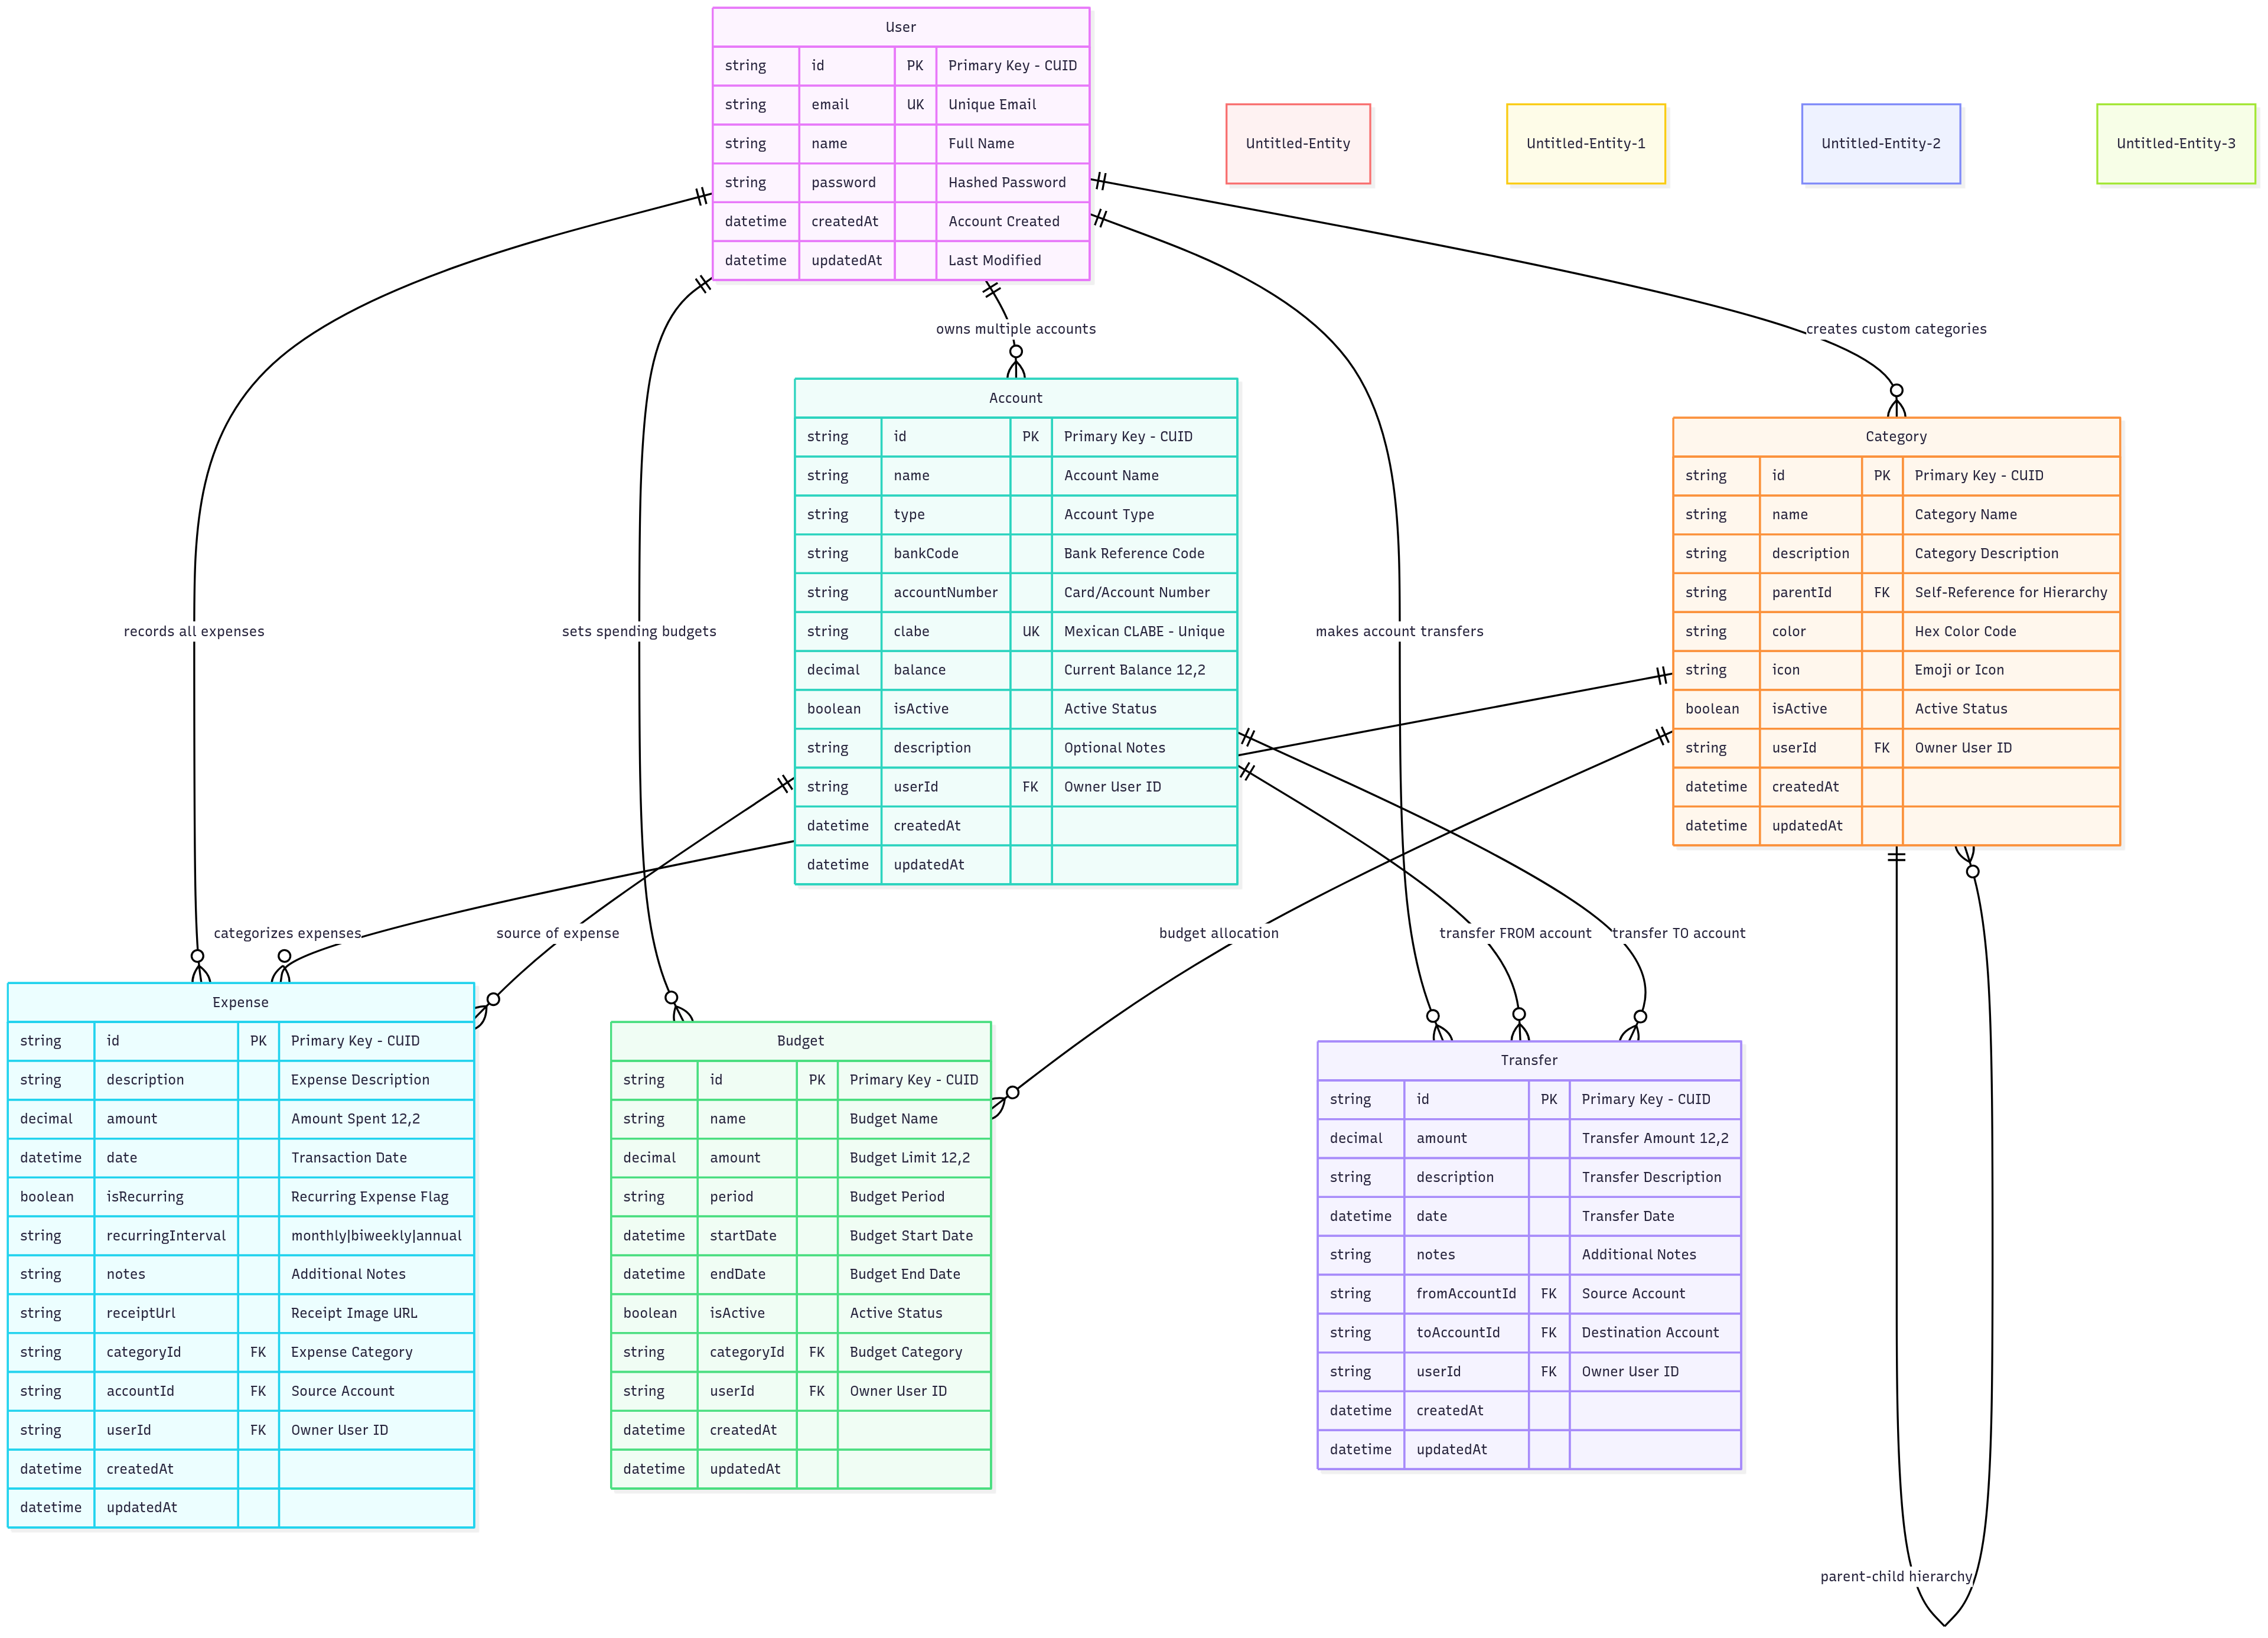 User
string id PK Primary Key - CUID
string email UK Unique Email
string name Full Name
string password Hashed Password
datetime createdAt Account Created
datetime updatedAt Last Modified
Untitled-Entity
Untitled-Entity-1
Untitled-Entity-2
Untitled-Entity-3
owns multiple accounts
creates custom categories
Account
string id PK Primary Key - CUID
string name Account Name
string type Account Type
string bankCode Bank Reference Code
string accountNumber Card/Account Number
string clabe UK Mexican CLABE - Unique
decimal balance Current Balance 12,2
boolean isActive Active Status
string description Optional Notes
string userId FK Owner User ID
datetime createdAt
datetime updatedAt
Category
string id PK Primary Key - CUID
string name Category Name
string description Category Description
string parentId FK Self-Reference for Hierarchy
string color Hex Color Code
string icon Emoji or Icon
boolean isActive Active Status
string userId FK Owner User ID
datetime createdAt
datetime updatedAt
records all expenses
sets spending budgets
makes account transfers
categorizes expenses
source of expense
budget allocation
transfer FROM account
transfer TO account
Expense
string id PK Primary Key - CUID
string description Expense Description
decimal amount Amount Spent 12,2
datetime date Transaction Date
boolean isRecurring Recurring Expense Flag
string recurringInterval monthly|biweekly|annual
string notes Additional Notes
string receiptUrl Receipt Image URL
string categoryId FK Expense Category
string accountId FK Source Account
string userId FK Owner User ID
datetime createdAt
datetime updatedAt
Budget
string id PK Primary Key - CUID
string name Budget Name
decimal amount Budget Limit 12,2
string period Budget Period
datetime startDate Budget Start Date
datetime endDate Budget End Date
boolean isActive Active Status
string categoryId FK Budget Category
string userId FK Owner User ID
datetime createdAt
datetime updatedAt
Transfer
string id PK Primary Key - CUID
decimal amount Transfer Amount 12,2
string description Transfer Description
datetime date Transfer Date
string notes Additional Notes
string fromAccountId FK Source Account
string toAccountId FK Destination Account
string userId FK Owner User ID
datetime createdAt
datetime updatedAt
parent-child hierarchy